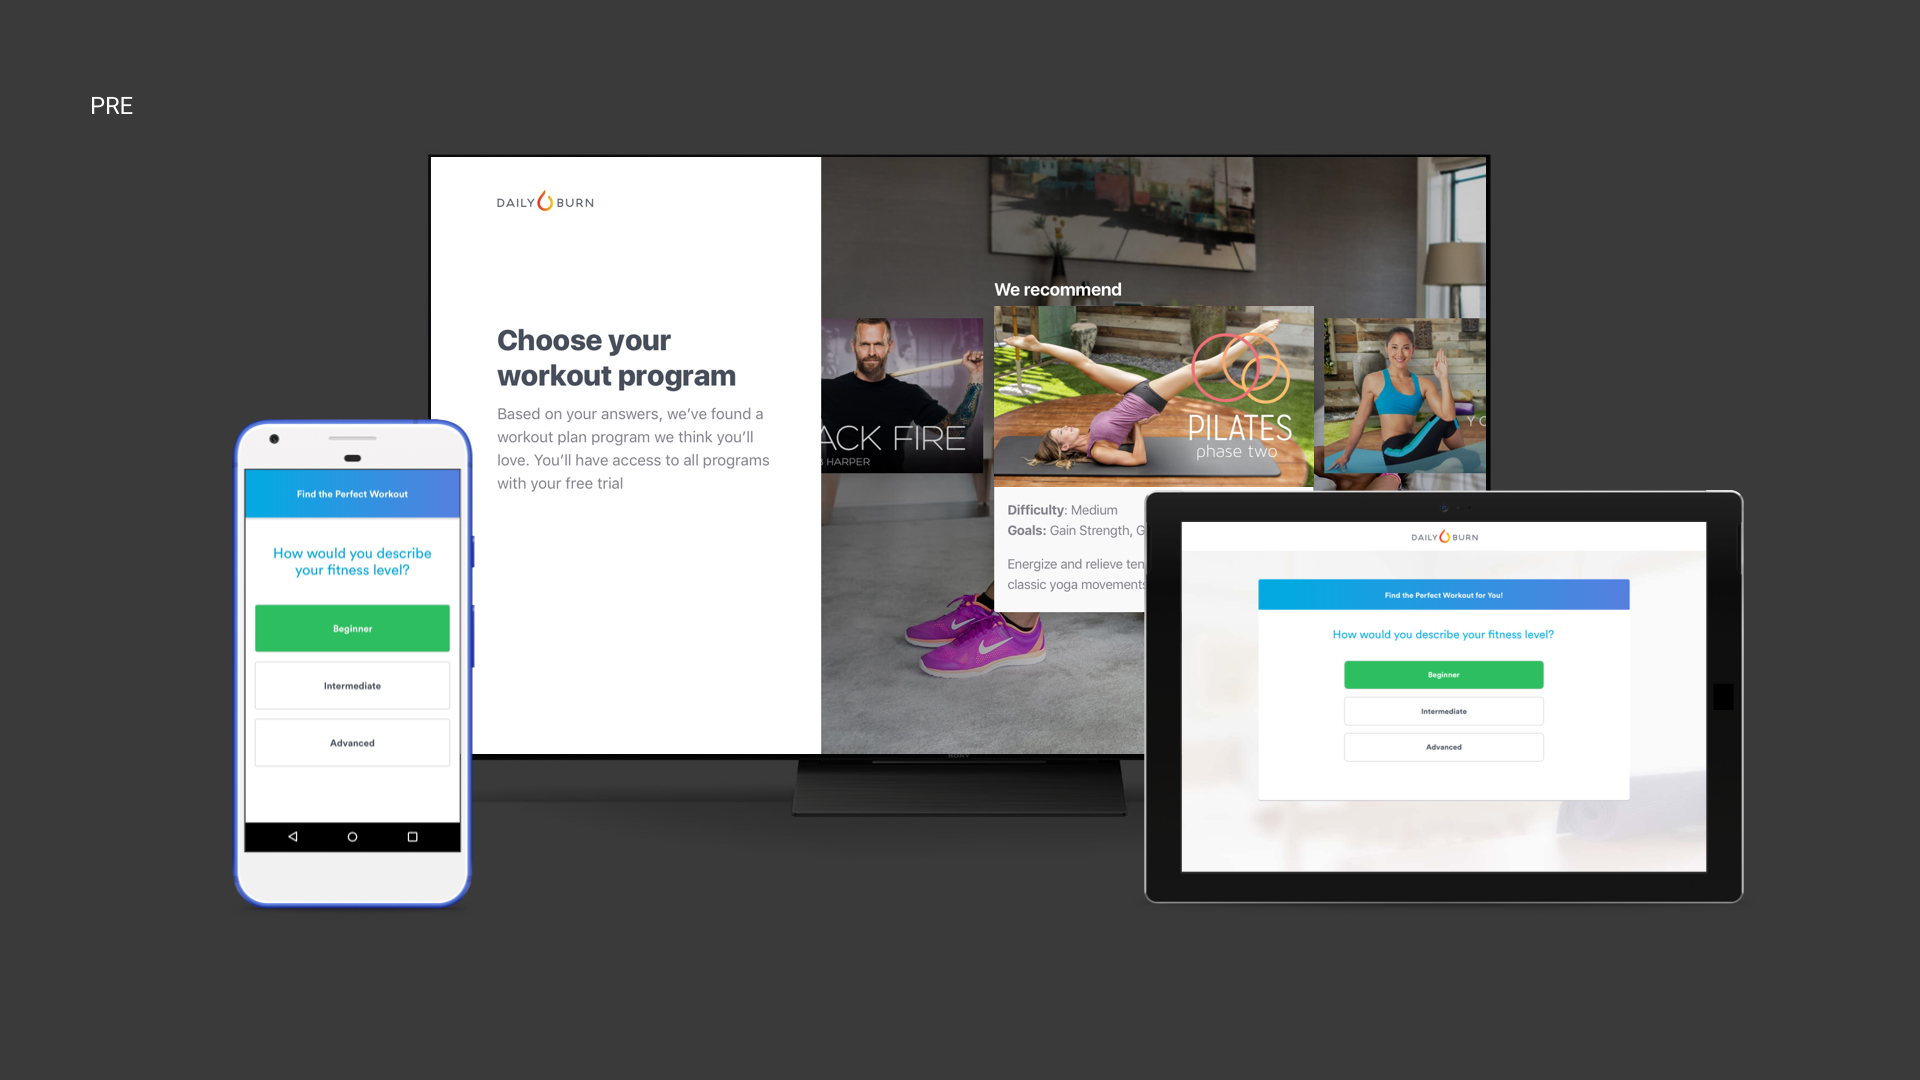 PRE
DAILY BURN
Choose your
workout program
Based on your answers, we’ve found a
workout plan program we think you’ll
love. You’ll have access to all programs
with your free trial
We recommend
ACK FIRE
HARPER
PILATES
phase two
YO
Difficulty: Medium
Goals: Gain Strength, G
Energize and relieve ten
classic yoga movements
SONY
Find the Perfect Workout
How would you describe
your fitness level?
Beginner
Intermediate
Advanced
DAILY BURN
Find the Perfect Workout for You!
How would you describe your fitness level?
Beginner
Intermediate
Advanced